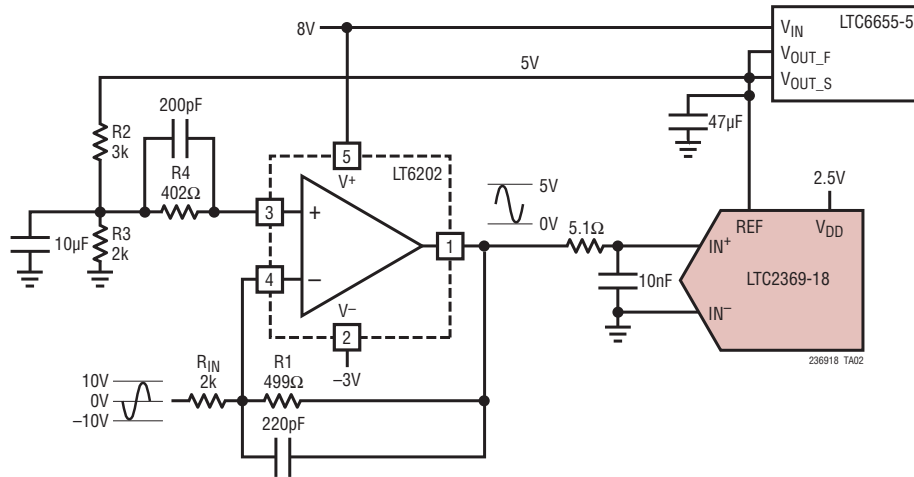 8V
LTC6655-5
V_IN
V_OUT_F
V_OUT_S
5V
47µF
200pF
R2
3k
R4
402Ω
5
V+
LT6202
3
+
10µF
R3
2k
4
–
1
V–
2
–3V
5V
0V
5.1Ω
10nF
2.5V
REF
V_DD
IN+
LTC2369-18
IN–
236918 TA02
R_IN
2k
R1
499Ω
10V
0V
–10V
220pF